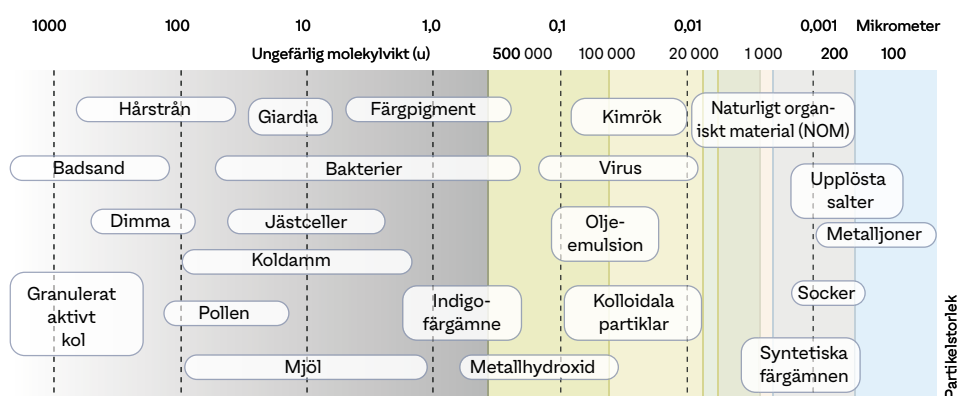 1000 100 10 1,0 0,1 0,01 0,001 Mikrometer
Ungefärlig molekylvikt (u) 500 000 100 000 20 000 1 000 200 100
Hårstrån
Giardia
Färgpigment
Kimrök
Naturligt organ-
iskt material (NOM)
Badsand
Bakterier
Virus
Upplösta
salter
Dimma
Jästceller
Olje-
emulsion
Metalljoner
Koldamm
Granulerat
aktivt
kol
Pollen
Indigo-
färgämne
Kolloidala
partiklar
Socker
Mjöl
Metallhydroxid
Syntetiska
färgämnen
Partikelstorlek